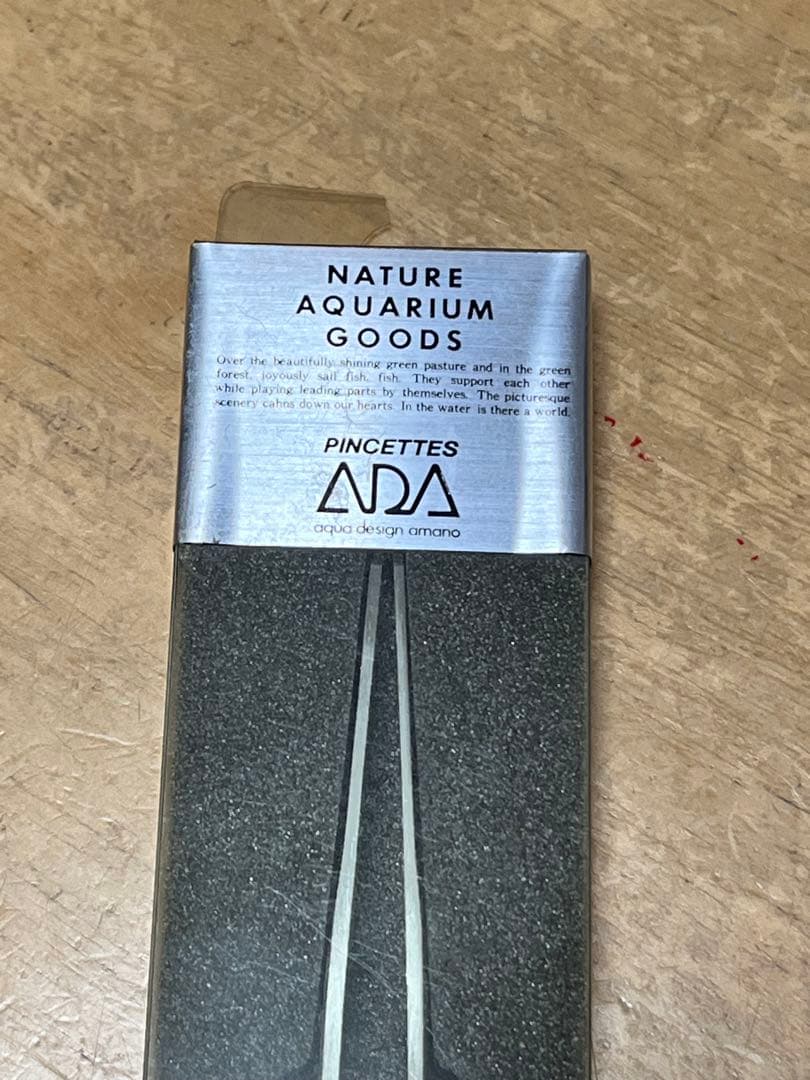 NATURE
AQUARIUM
GOODS
Over the beautifully shining green pasture and in the green
forest, joyously sail fish, fish. They support each other
while playing leading parts by themselves. The picturesque
scenery cahns down our hearts. In the water is there a world.
PINCETTES
ADA
aqua design amano